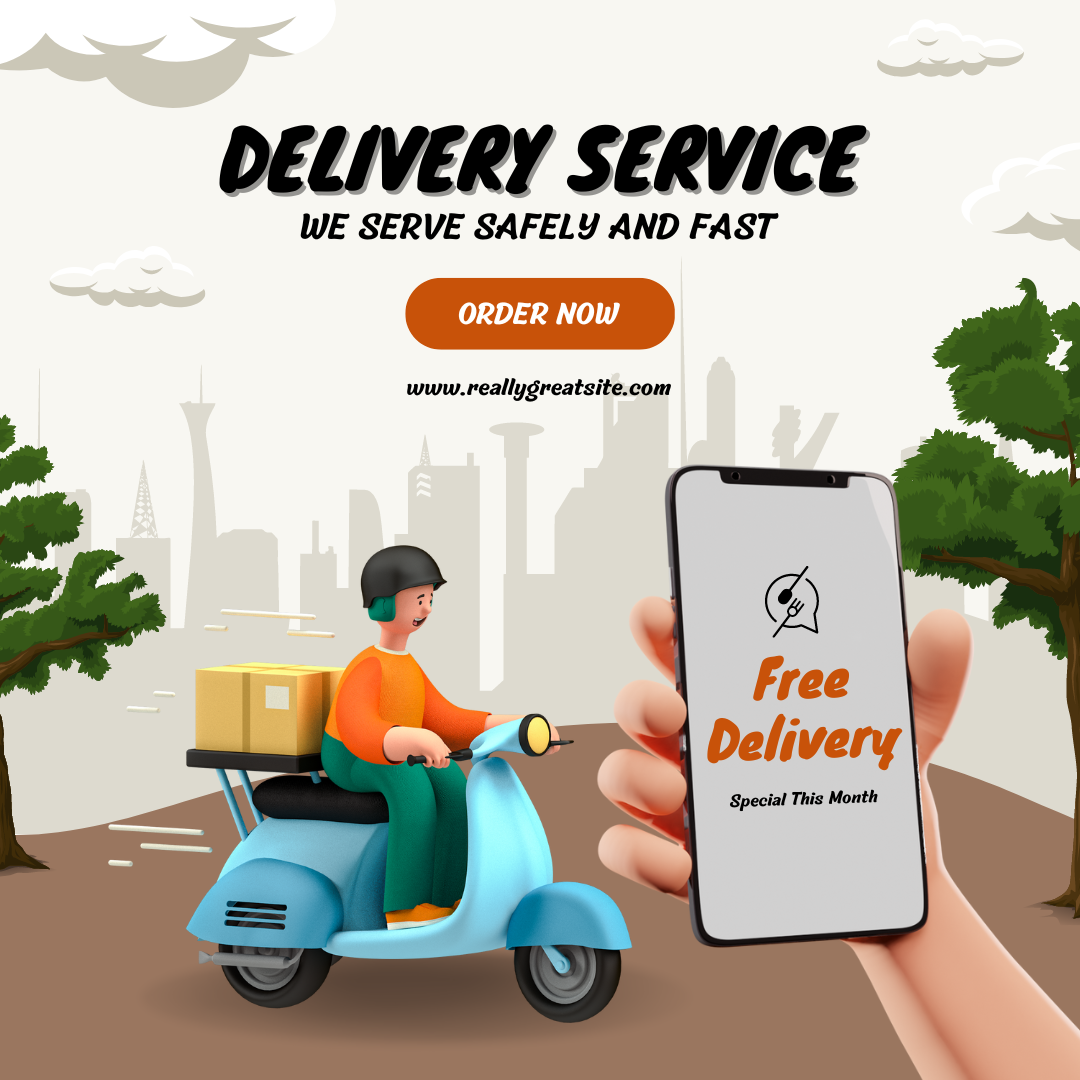 DELIVERY SERVICE
WE SERVE SAFELY AND FAST
ORDER NOW
www.reallygreatsite.com
Free
Delivery
Special This Month